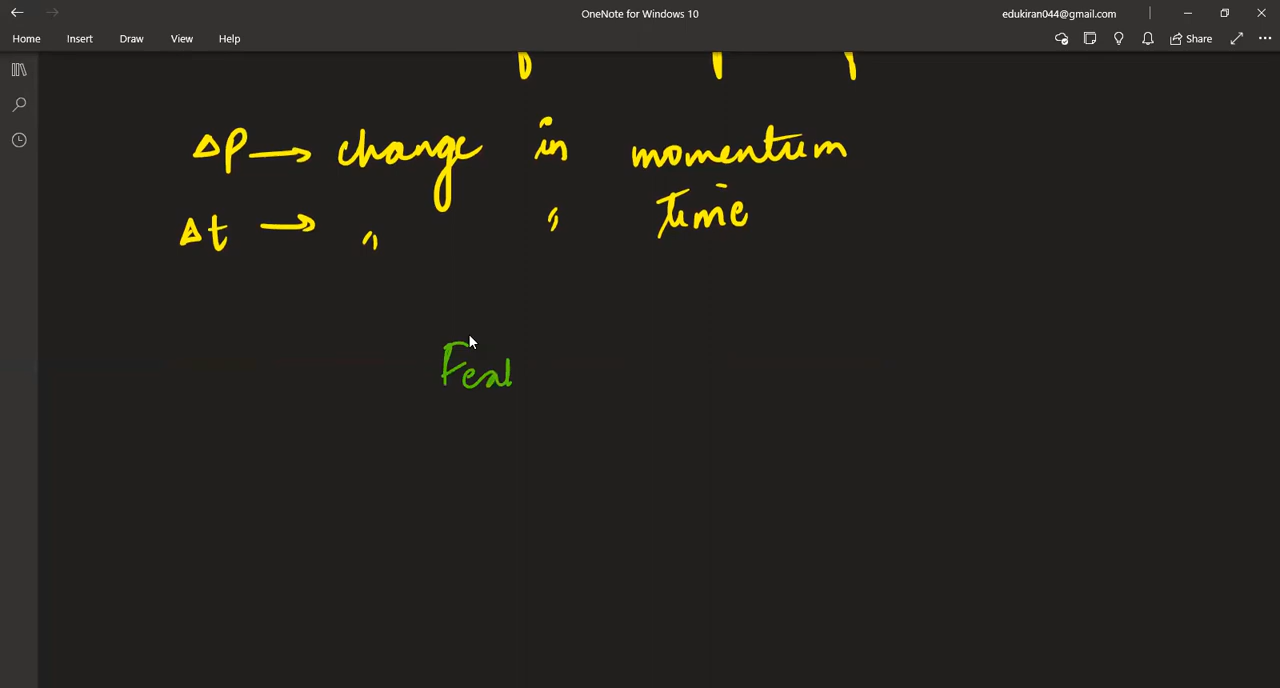 OneNote for Windows 10
edukiran044@gmail.com
Home Insert Draw View Help
Share
Δp → change in momentum
Δt → " " time
Feat